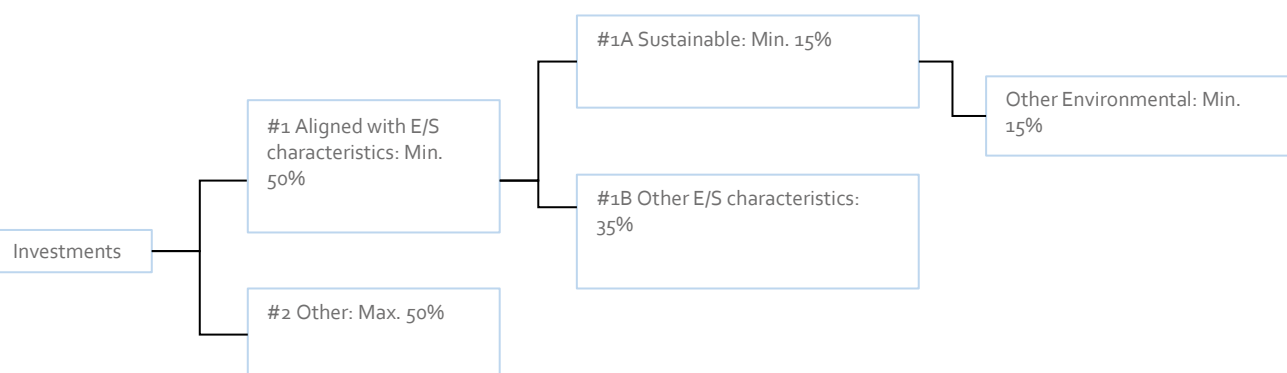 #1A Sustainable: Min. 15%
Other Environmental: Min.
15%
#1 Aligned with E/S
characteristics: Min.
50%
#1B Other E/S characteristics:
35%
Investments
#2 Other: Max. 50%